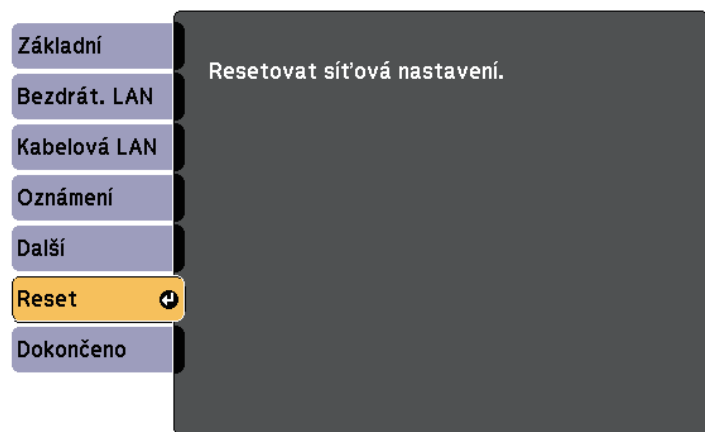 Základní
Bezdrát. LAN
Kabelová LAN
Oznámení
Další
Reset
Dokončeno
Resetovat síťová nastavení.